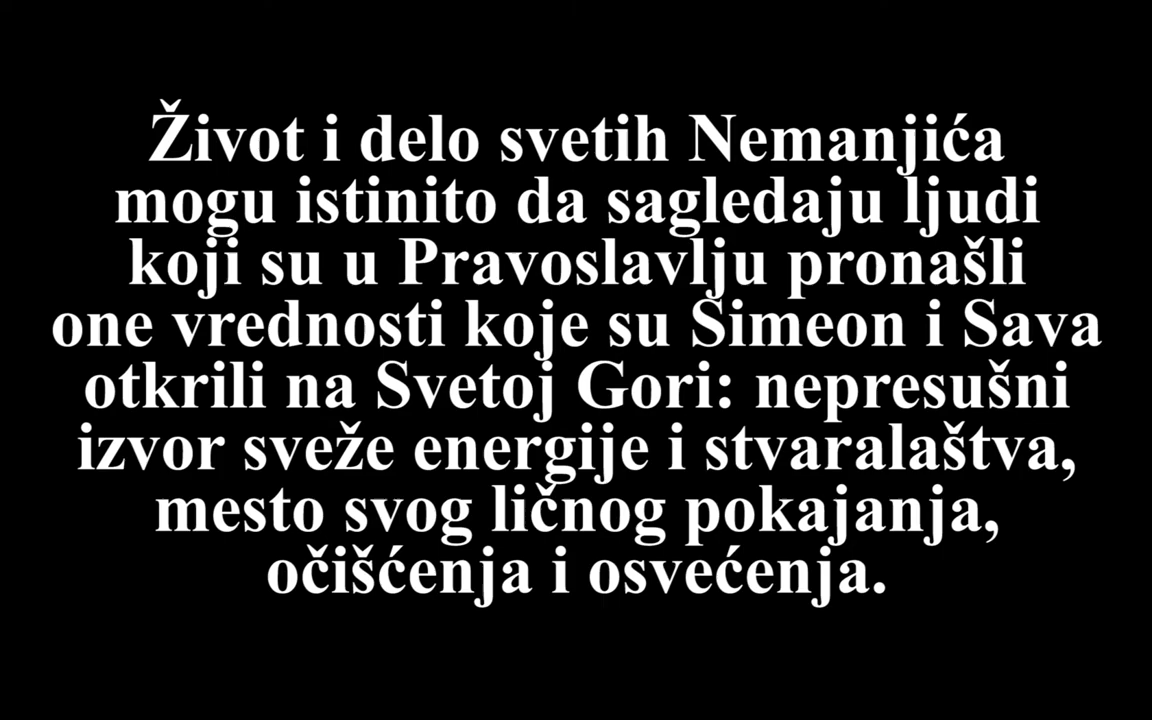 Život i delo svetih Nemanjića
mogu istinito da sagledaju ljudi
koji su u Pravoslavlju pronašli
one vrednosti koje su Simeon i Sava
otkrili na Svetoj Gori: nepresušni
izvor sveže energije i stvaralaštva,
mesto svog ličnog pokajanja,
očišćenja i osvećenja.